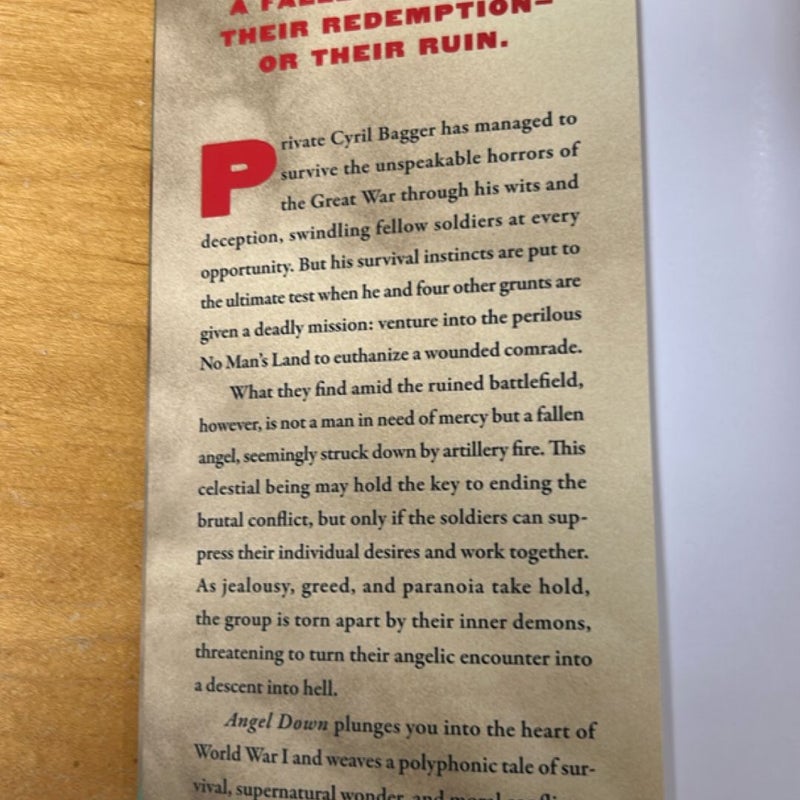 A FALLE
THEIR REDEMPTION—
OR THEIR RUIN.
Private Cyril Bagger has managed to
survive the unspeakable horrors of
the Great War through his wits and
deception, swindling fellow soldiers at every
opportunity. But his survival instincts are put to
the ultimate test when he and four other grunts are
given a deadly mission: venture into the perilous
No Man's Land to euthanize a wounded comrade.
What they find amid the ruined battlefield,
however, is not a man in need of mercy but a fallen
angel, seemingly struck down by artillery fire. This
celestial being may hold the key to ending the
brutal conflict, but only if the soldiers can sup-
press their individual desires and work together.
As jealousy, greed, and paranoia take hold,
the group is torn apart by their inner demons,
threatening to turn their angelic encounter into
a descent into hell.
Angel Down plunges you into the heart of
World War I and weaves a polyphonic tale of sur-
vival, supernatural wonder, and moral